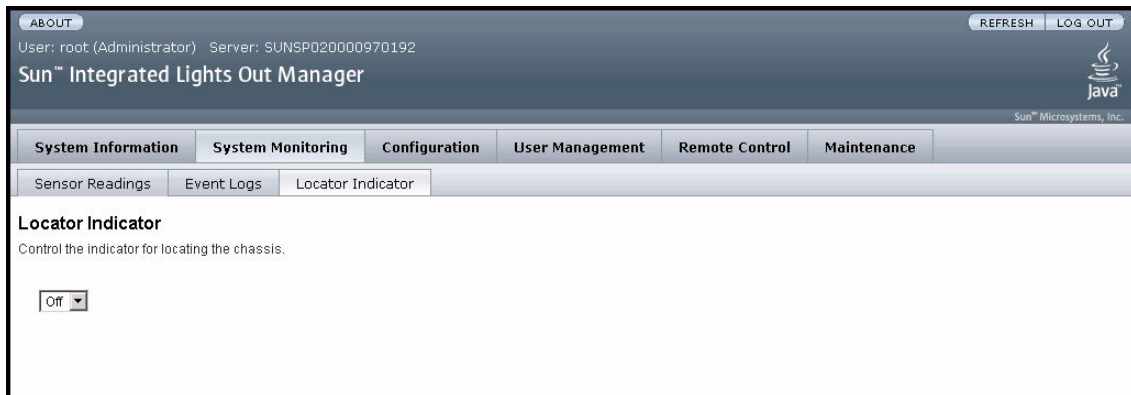 ABOUT REFRESH LOG OUT
User: root (Administrator) Server: SUNSP020000970192
Sun™ Integrated Lights Out Manager
Java™
Sun™ Microsystems, Inc.
System Information System Monitoring Configuration User Management Remote Control Maintenance
Sensor Readings Event Logs Locator Indicator
Locator Indicator
Control the indicator for locating the chassis.
Off